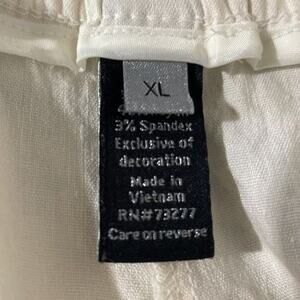 XL
3% Spandex
Exclusive of
decoration
Made in
Vietnam
RN#73277
Care on reverse